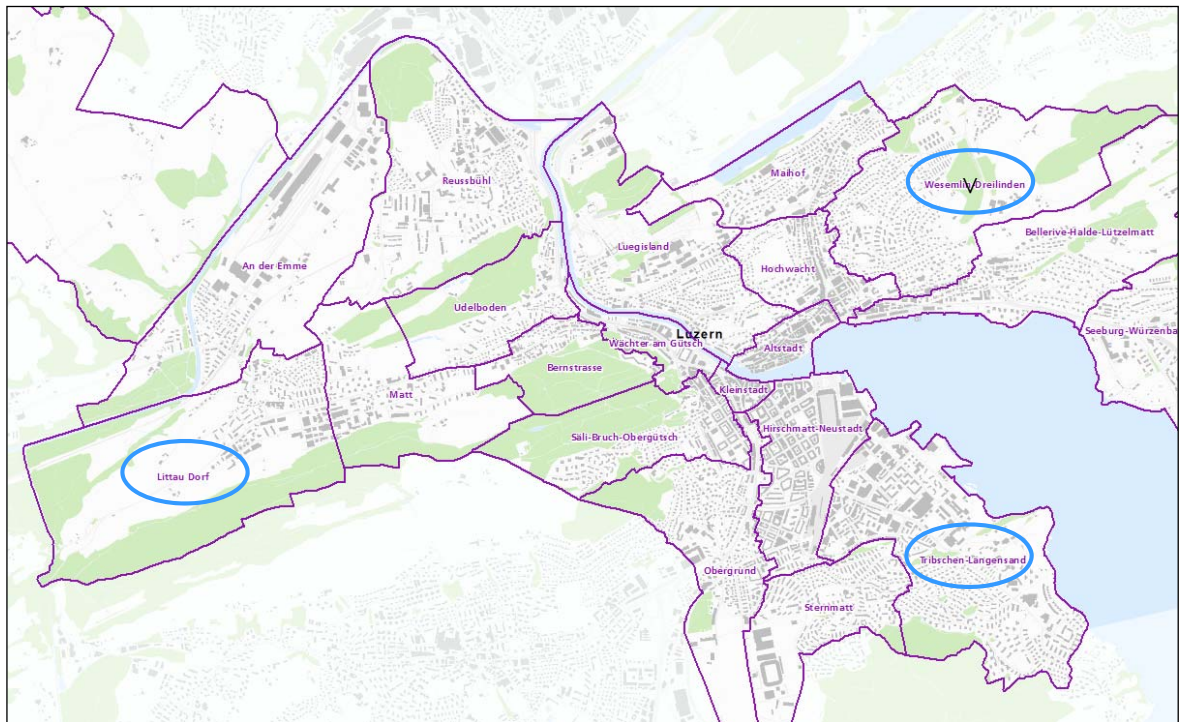 Maihof
Reussbühl
Wesemlin-Dreilinden
V
Bellerive-Halde-Lützelmatt
Luegisland
An der Emme
Hochwacht
Udelboden
Luzern
Seeburg-Würzenba
Wächter am Gütsch
Altstadt
Bernstrasse
Kleinstadt
Matt
Hirschmatt-Neustadt
Säli-Bruch-Obergütsch
Littau Dorf
Tribschen-Langensand
Obergrund
Sternmatt